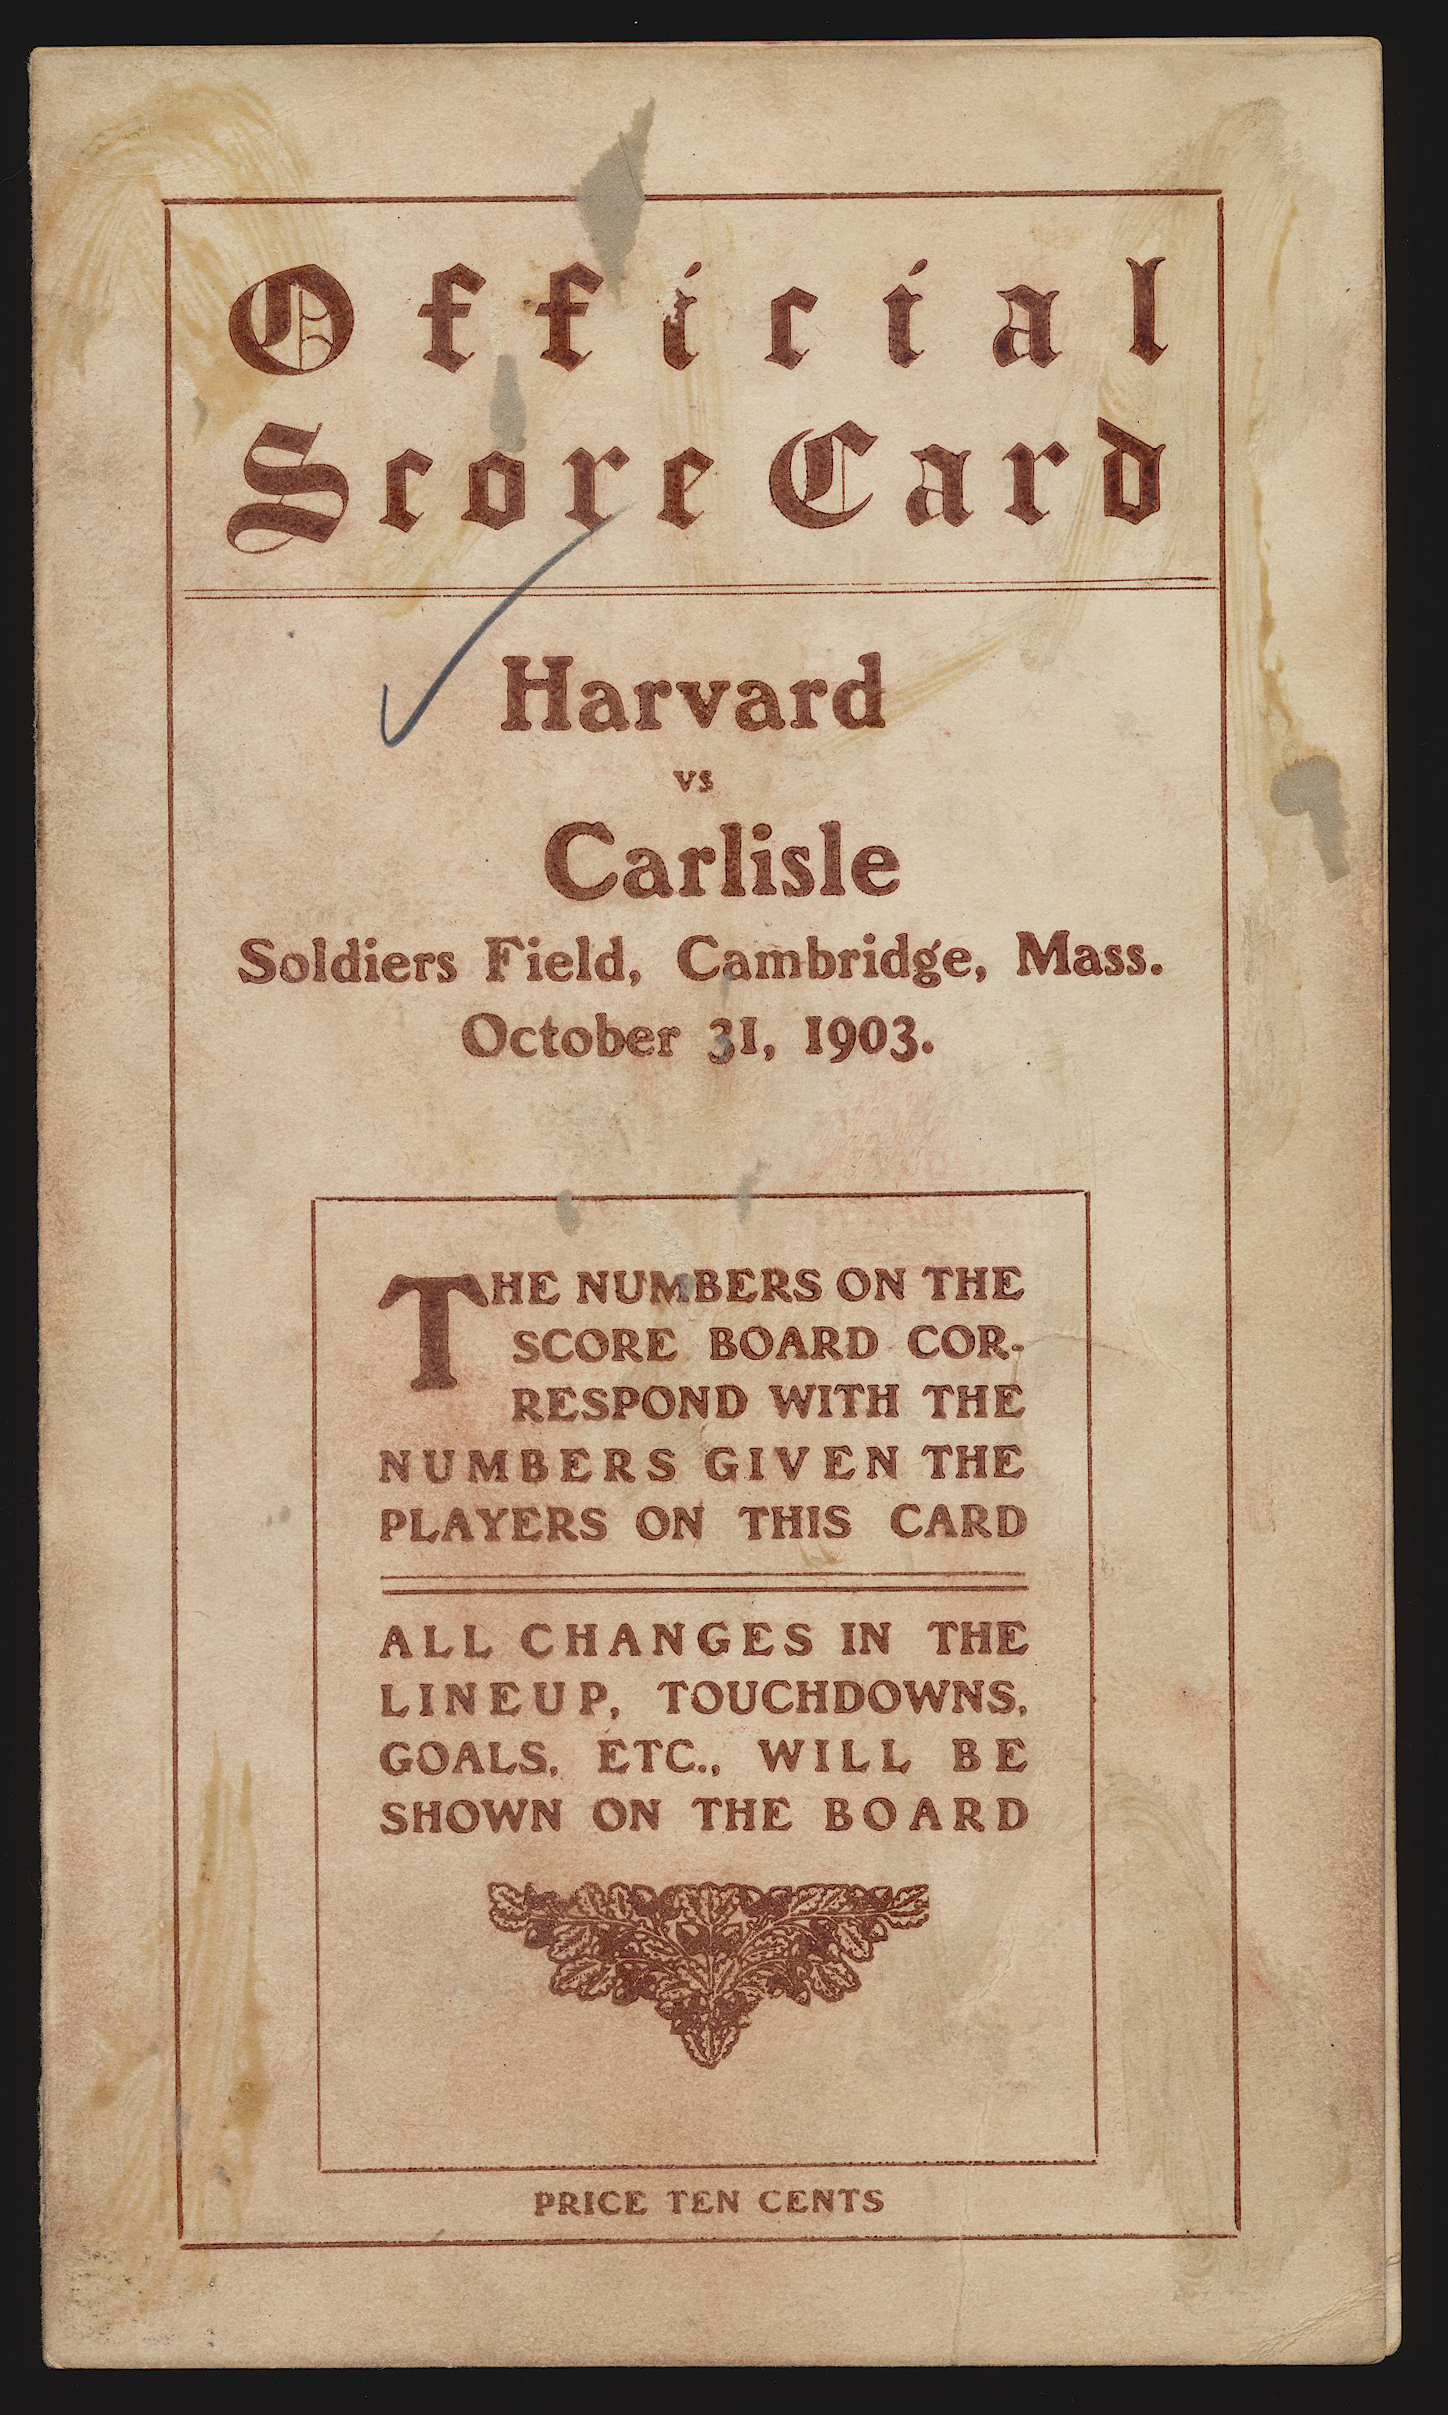 Official
Score Card
Harvard
vs
Carlisle
Soldiers Field, Cambridge, Mass.
October 31, 1903.
THE NUMBERS ON THE
SCORE BOARD COR-
RESPOND WITH THE
NUMBERS GIVEN THE
PLAYERS ON THIS CARD
ALL CHANGES IN THE
LINEUP, TOUCHDOWNS,
GOALS, ETC., WILL BE
SHOWN ON THE BOARD
PRICE TEN CENTS